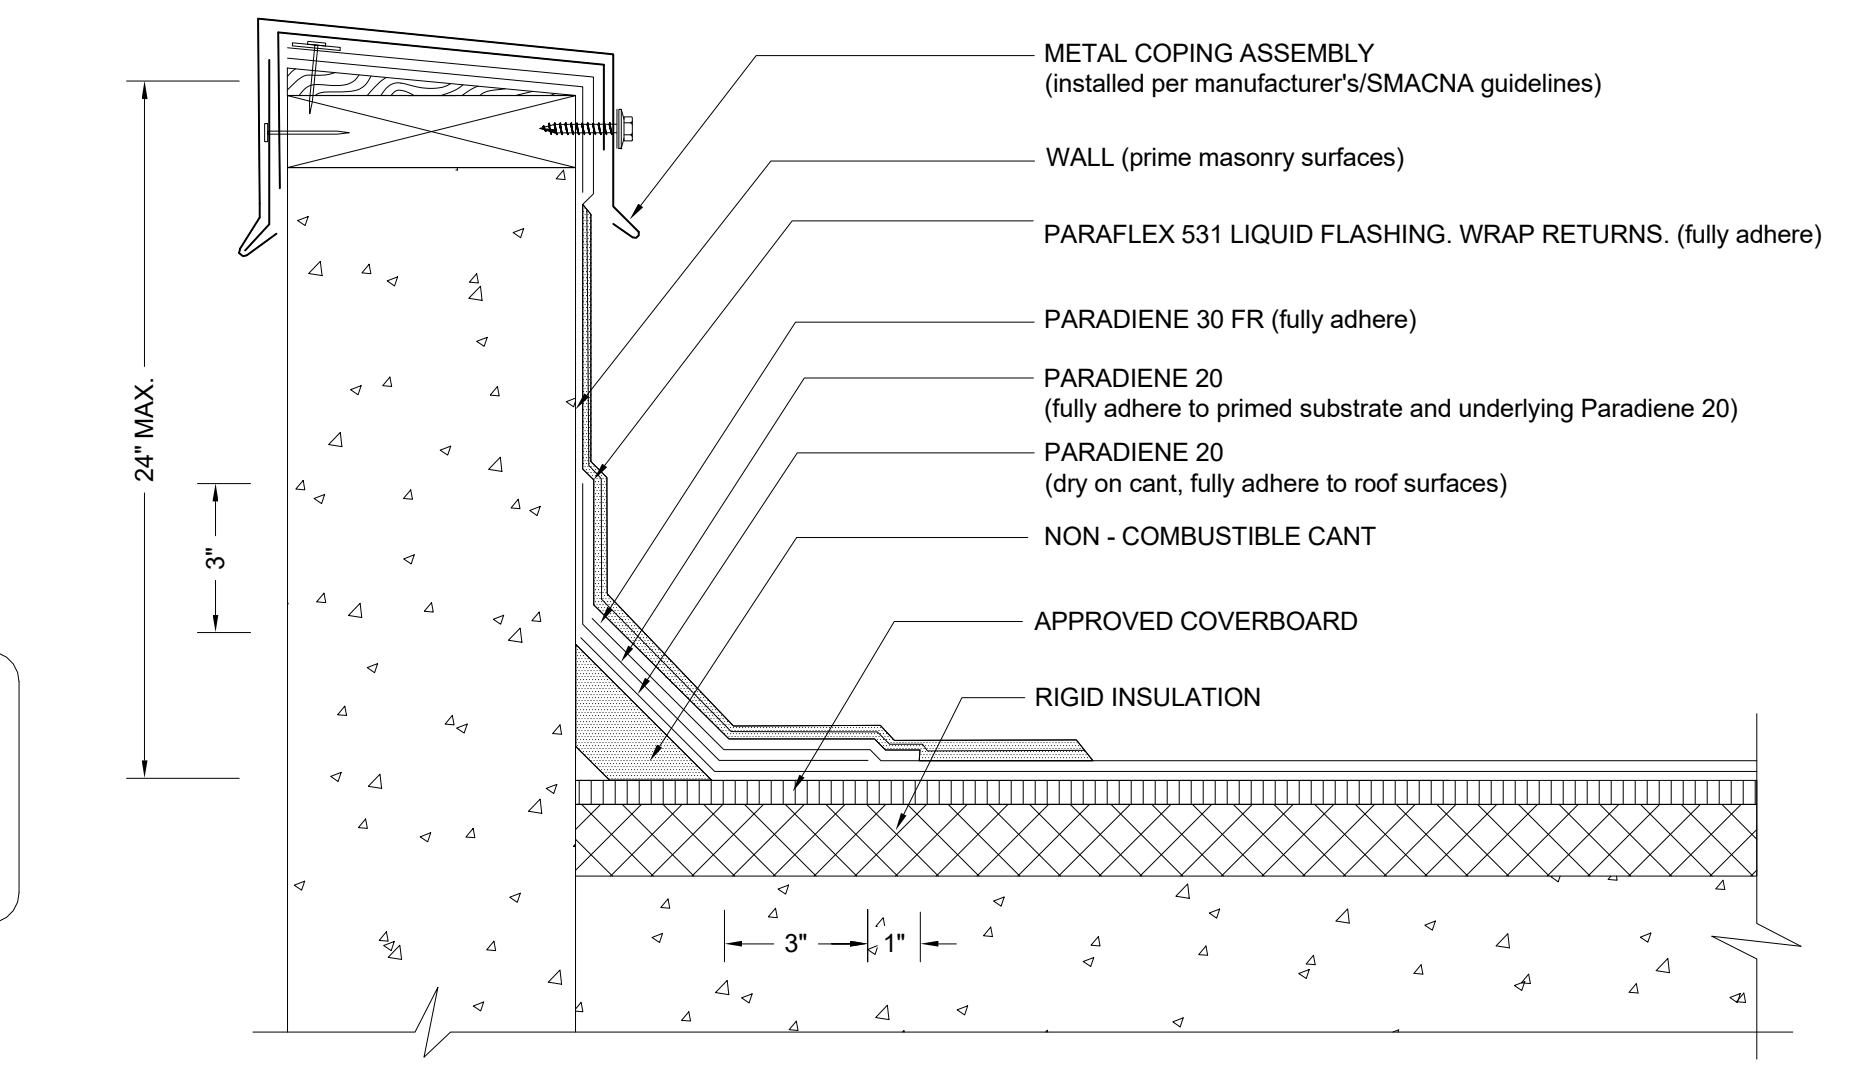 METAL COPING ASSEMBLY
(installed per manufacturer's/SMACNA guidelines)
WALL (prime masonry surfaces)
PARAFLEX 531 LIQUID FLASHING. WRAP RETURNS. (fully adhere)
PARADIENE 30 FR (fully adhere)
PARADIENE 20
(fully adhere to primed substrate and underlying Paradiene 20)
PARADIENE 20
(dry on cant, fully adhere to roof surfaces)
NON - COMBUSTIBLE CANT
APPROVED COVERBOARD
RIGID INSULATION
24" MAX.
3"
3"
1"